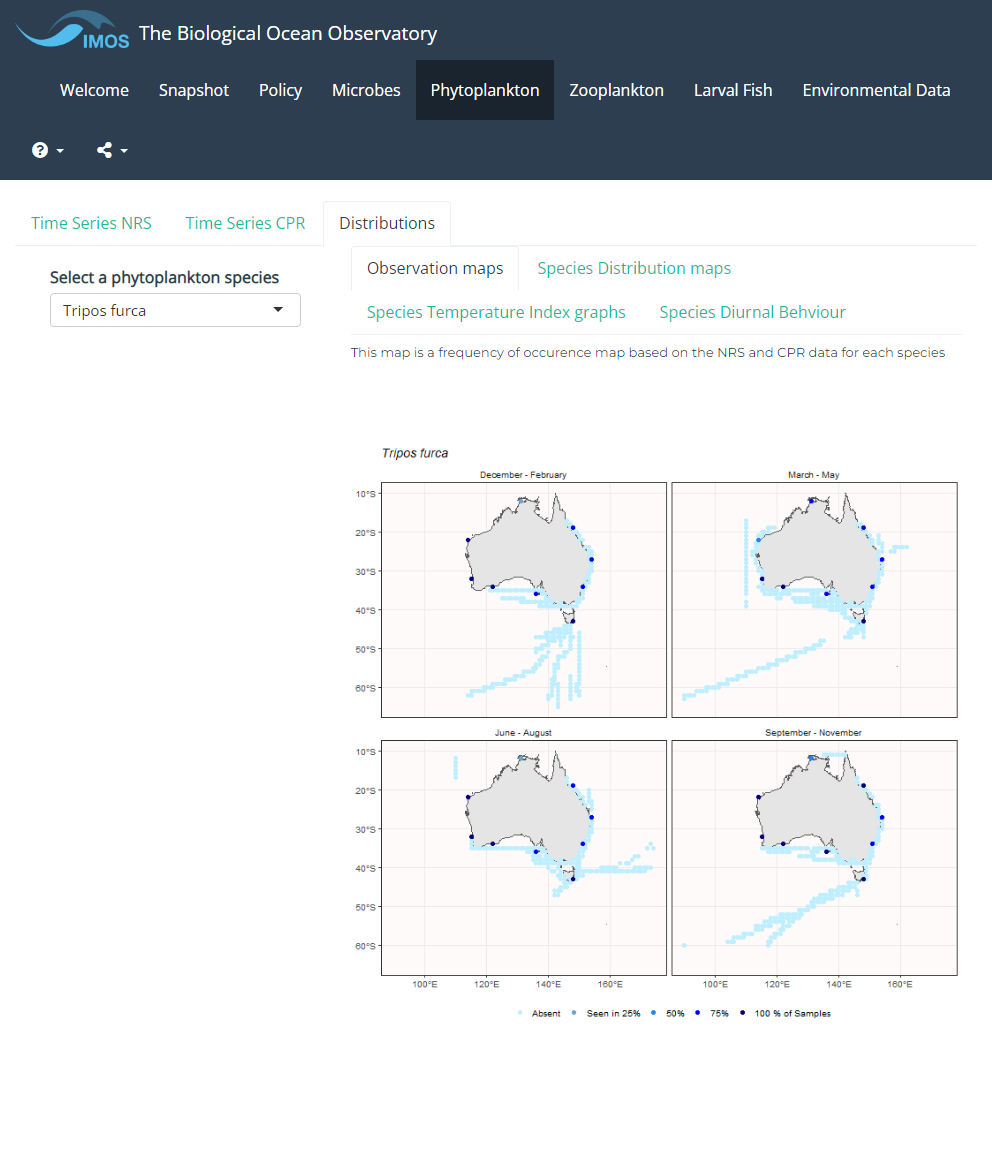 IMOS The Biological Ocean Observatory
Welcome Snapshot Policy Microbes Phytoplankton Zooplankton Larval Fish Environmental Data
Time Series NRS Time Series CPR Distributions
Select a phytoplankton species
Tripos furca
Observation maps Species Distribution maps
Species Temperature Index graphs Species Diurnal Behviour
This map is a frequency of occurence map based on the NRS and CPR data for each species
Tripos furca
December - February March - May
10°S
20°S
30°S
40°S
50°S
60°S
June - August September - November
10°S
20°S
30°S
40°S
50°S
60°S
100°E 120°E 140°E 160°E 100°E 120°E 140°E 160°E
Absent Seen in 25% 50% 75% 100 % of Samples